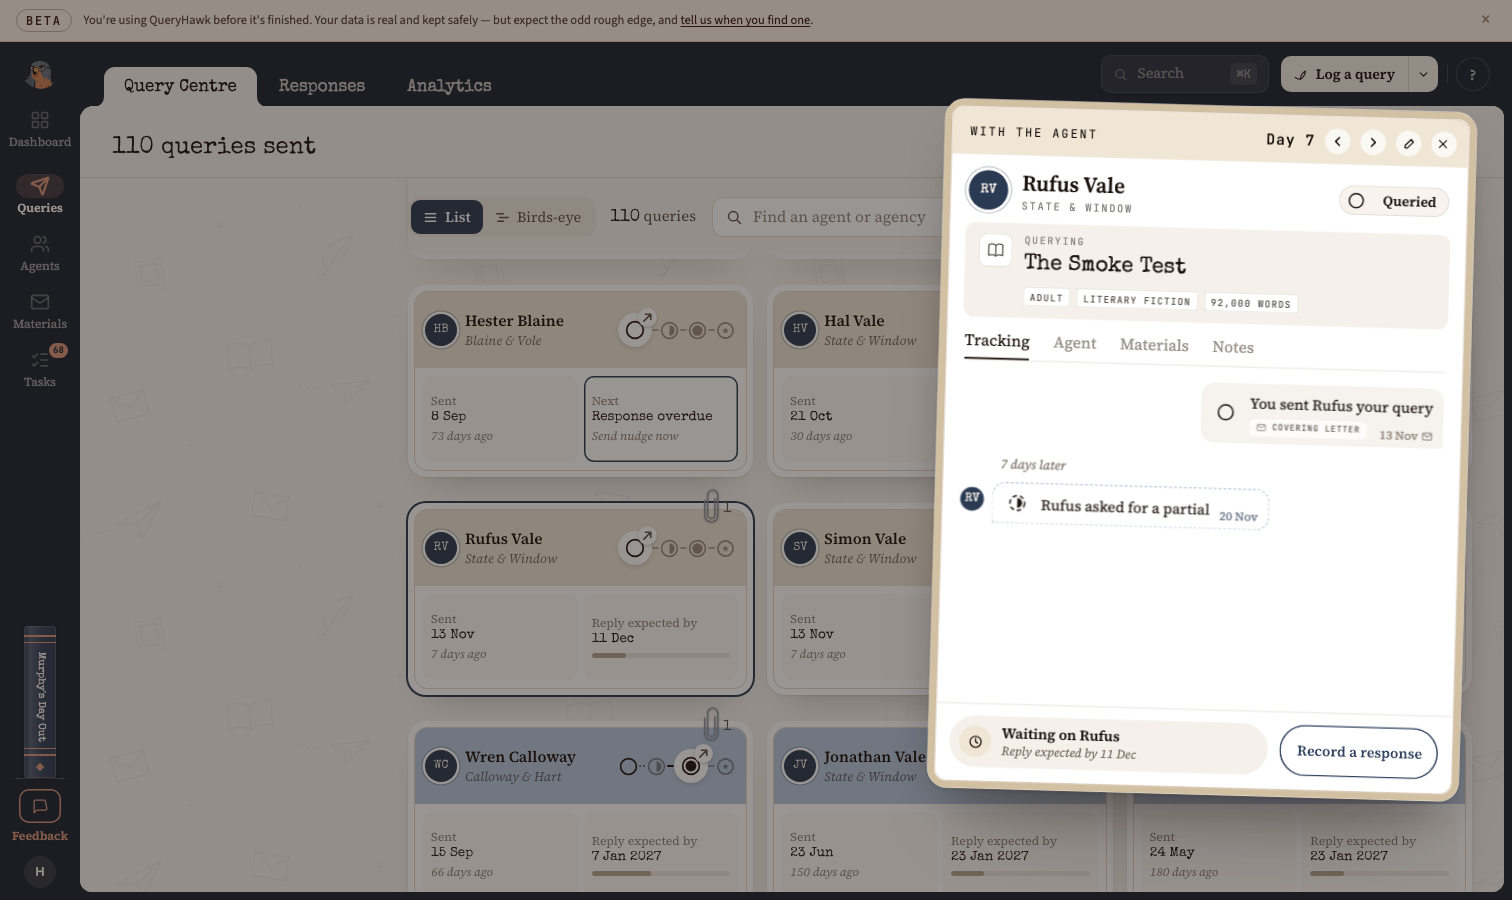 BETA
You're using QueryHawk before it's finished. Your data is real and kept safely — but expect the odd rough edge, and tell us when you find one.
Query Centre
Responses
Analytics
Search
⌘K
Log a query
?
Dashboard
Queries
Agents
Materials
68
Tasks
Murphy's Day Out
Feedback
H
110 queries sent
List
Birds-eye
110 queries
Find an agent or agency
HB
Hester Blaine
Blaine & Vole
Sent
8 Sep
73 days ago
Next
Response overdue
Send nudge now
HV
Hal Vale
State & Window
Sent
21 Oct
30 days ago
1
RV
Rufus Vale
State & Window
Sent
13 Nov
7 days ago
Reply expected by
11 Dec
SV
Simon Vale
State & Window
Sent
13 Nov
7 days ago
1
WC
Wren Calloway
Calloway & Hart
Sent
15 Sep
66 days ago
Reply expected by
7 Jan 2027
JV
Jonathan Vale
State & Window
Sent
23 Jun
150 days ago
Reply expected by
23 Jan 2027
Sent
24 May
180 days ago
Reply expected by
23 Jan 2027
WITH THE AGENT
Day 7
RV
Rufus Vale
STATE & WINDOW
Queried
QUERYING
The Smoke Test
ADULT
LITERARY FICTION
92,000 WORDS
Tracking
Agent
Materials
Notes
You sent Rufus your query
COVERING LETTER
13 Nov
7 days later
RV
Rufus asked for a partial
20 Nov
Waiting on Rufus
Reply expected by 11 Dec
Record a response